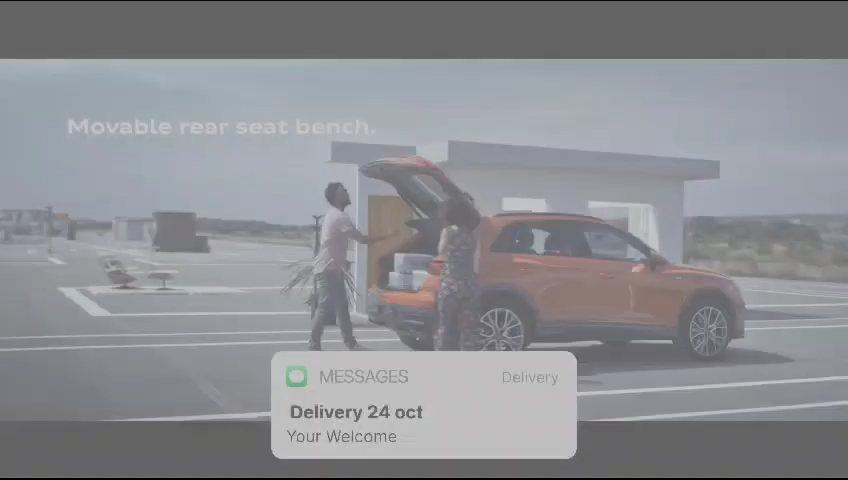 Movable rear seat bench.
MESSAGES
Delivery
Delivery 24 oct
Your Welcome